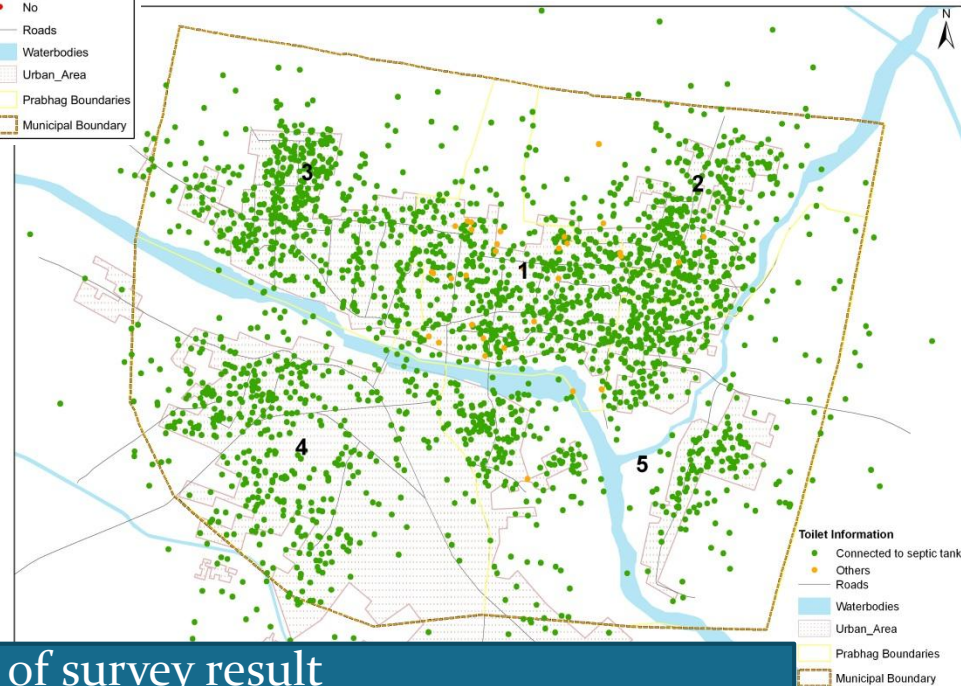 No
Roads
Waterbodies
Urban_Area
Prabhag Boundaries
Municipal Boundary
N
3
2
1
4
5
Toilet Information
Connected to septic tank
Others
Roads
Waterbodies
Urban_Area
Prabhag Boundaries
Municipal Boundary
of survey result